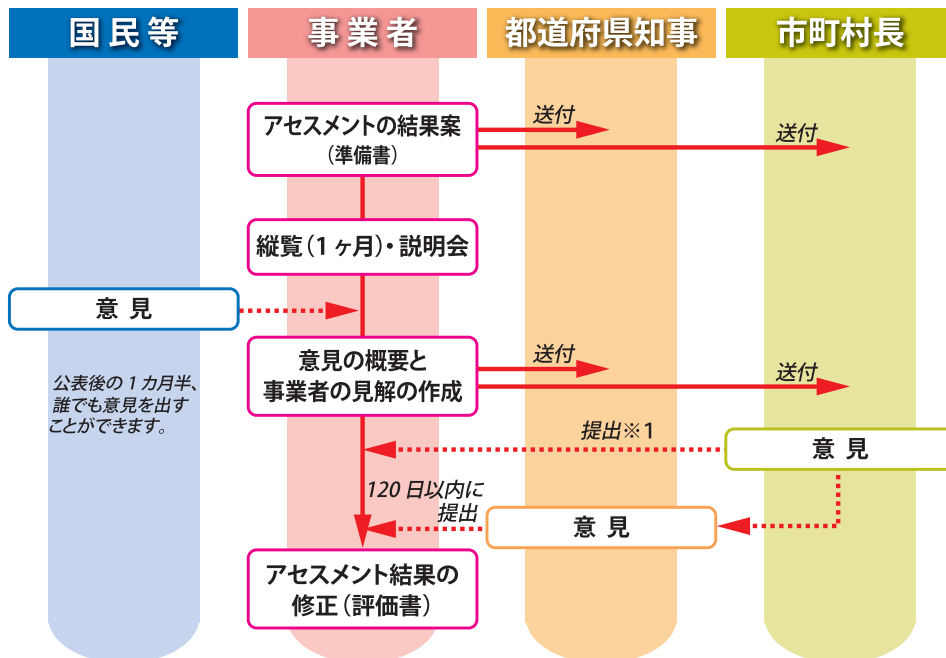 国民等
事業者
都道府県知事
市町村長
アセスメントの結果案
（準備書）
送付
送付
縦覧（1ヶ月）・説明会
意見
公表後の1カ月半、
誰でも意見を出す
ことができます。
意見の概要と
事業者の見解の作成
送付
送付
提出※1
意見
120日以内に
提出
意見
アセスメント結果の
修正（評価書）